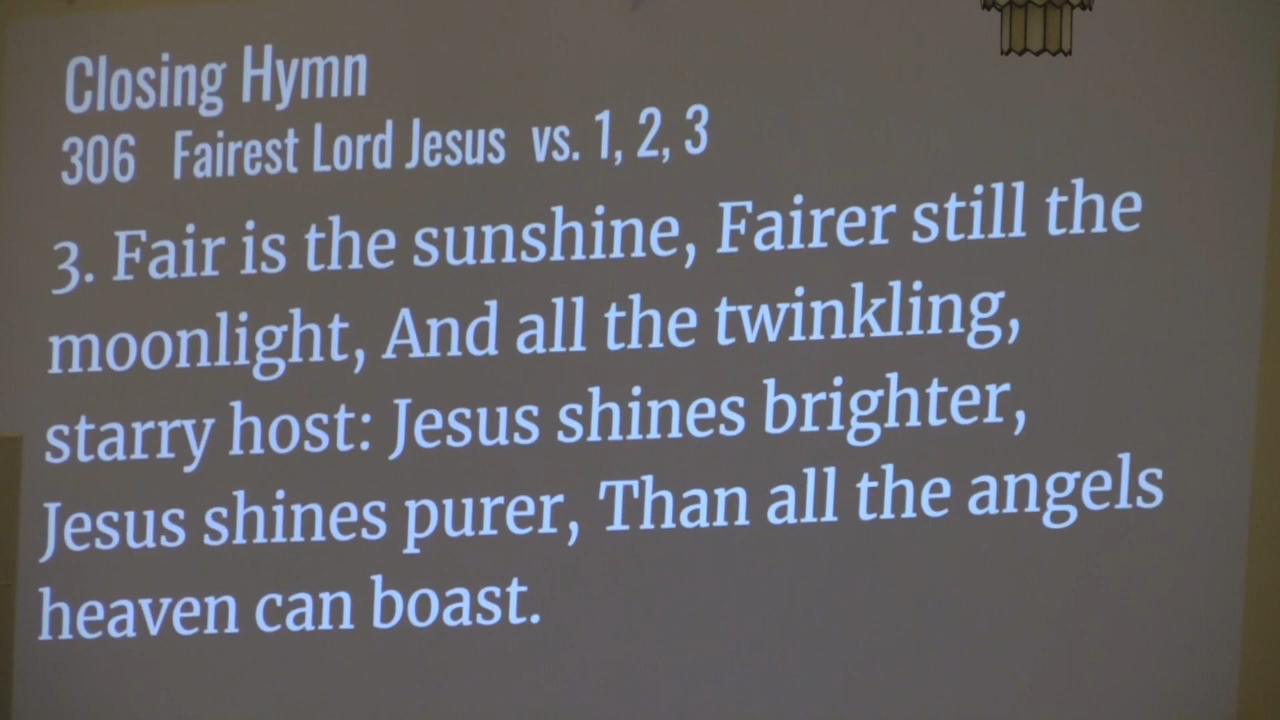 Closing Hymn
306 Fairest Lord Jesus vs. 1, 2, 3
3. Fair is the sunshine, Fairer still the
moonlight, And all the twinkling,
starry host: Jesus shines brighter,
Jesus shines purer, Than all the angels
heaven can boast.